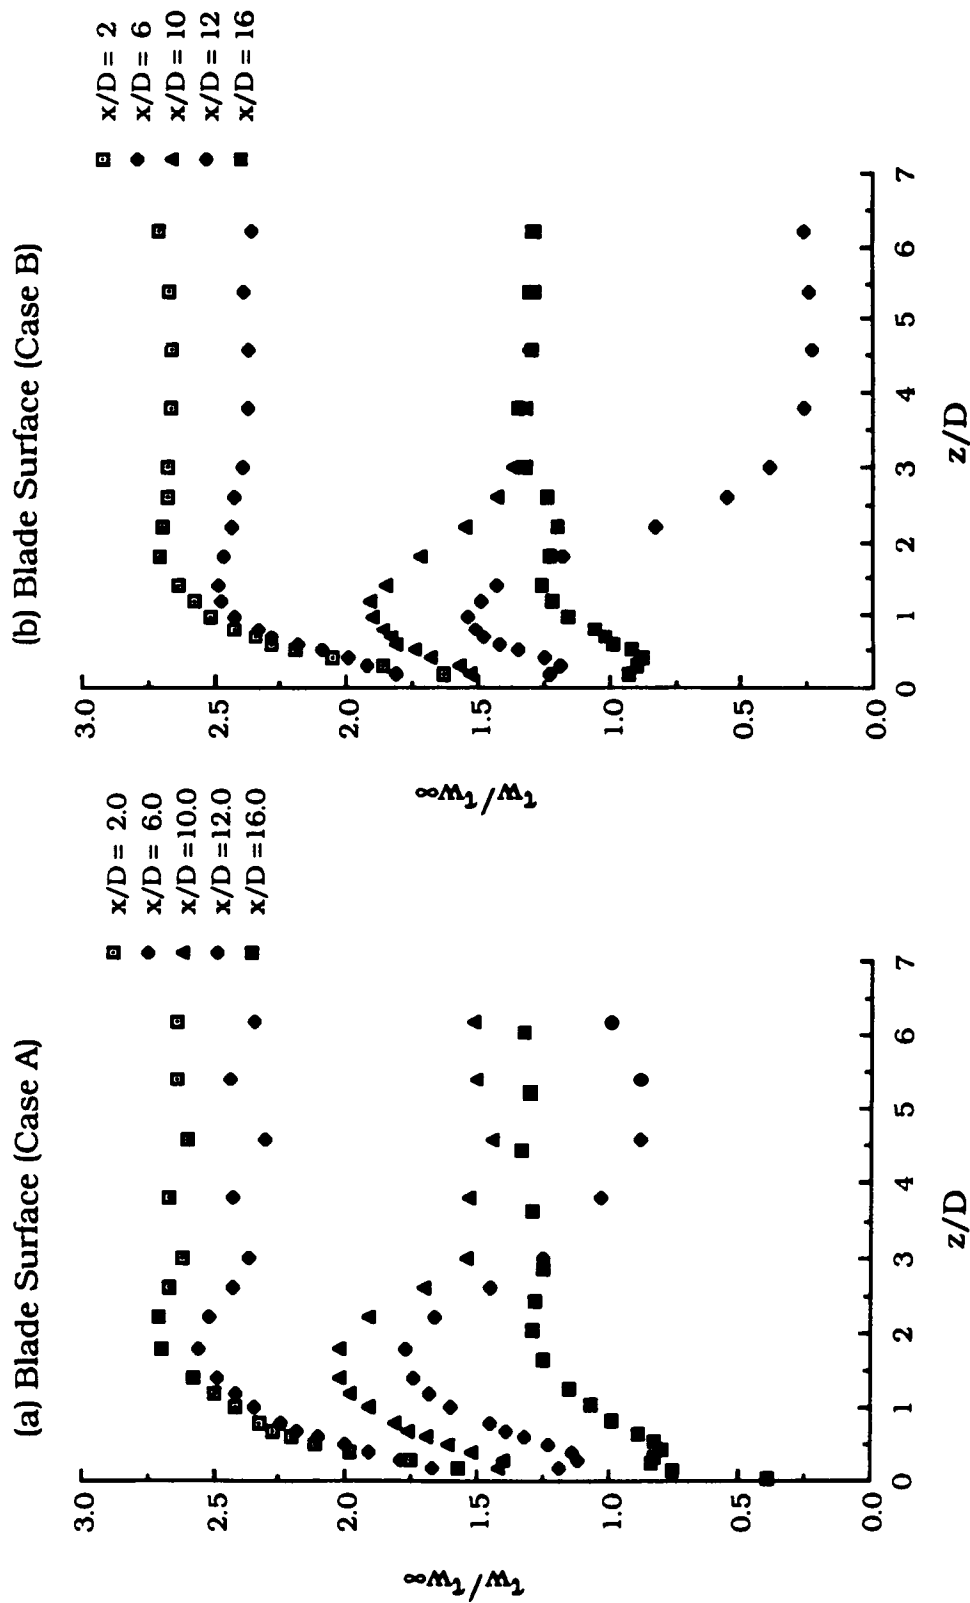 (a) Blade Surface (Case A)
x/D = 2.0
x/D = 6.0
x/D =10.0
x/D =12.0
x/D =16.0
3.0
2.5
2.0
1.5
1.0
0.5
0.0
τw/τw∞
0 1 2 3 4 5 6 7
z/D
(b) Blade Surface (Case B)
x/D = 2
x/D = 6
x/D = 10
x/D = 12
x/D = 16
3.0
2.5
2.0
1.5
1.0
0.5
0.0
τw/τw∞
0 1 2 3 4 5 6 7
z/D